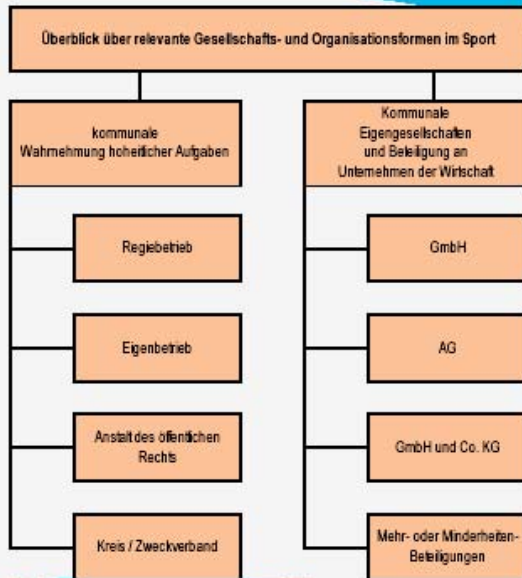 Überblick über relevante Gesellschafts- und Organisationsformen im Sport
kommunale
Wahrnehmung hoheitlicher Aufgaben
Regiebetrieb
Eigenbetrieb
Anstalt des öffentlichen
Rechts
Kreis / Zweckverband
Kommunale
Eigengesellschaften
und Beteiligung an
Unternehmen der Wirtschaft
GmbH
AG
GmbH und Co. KG
Mehr- oder Minderheiten-
Beteiligungen